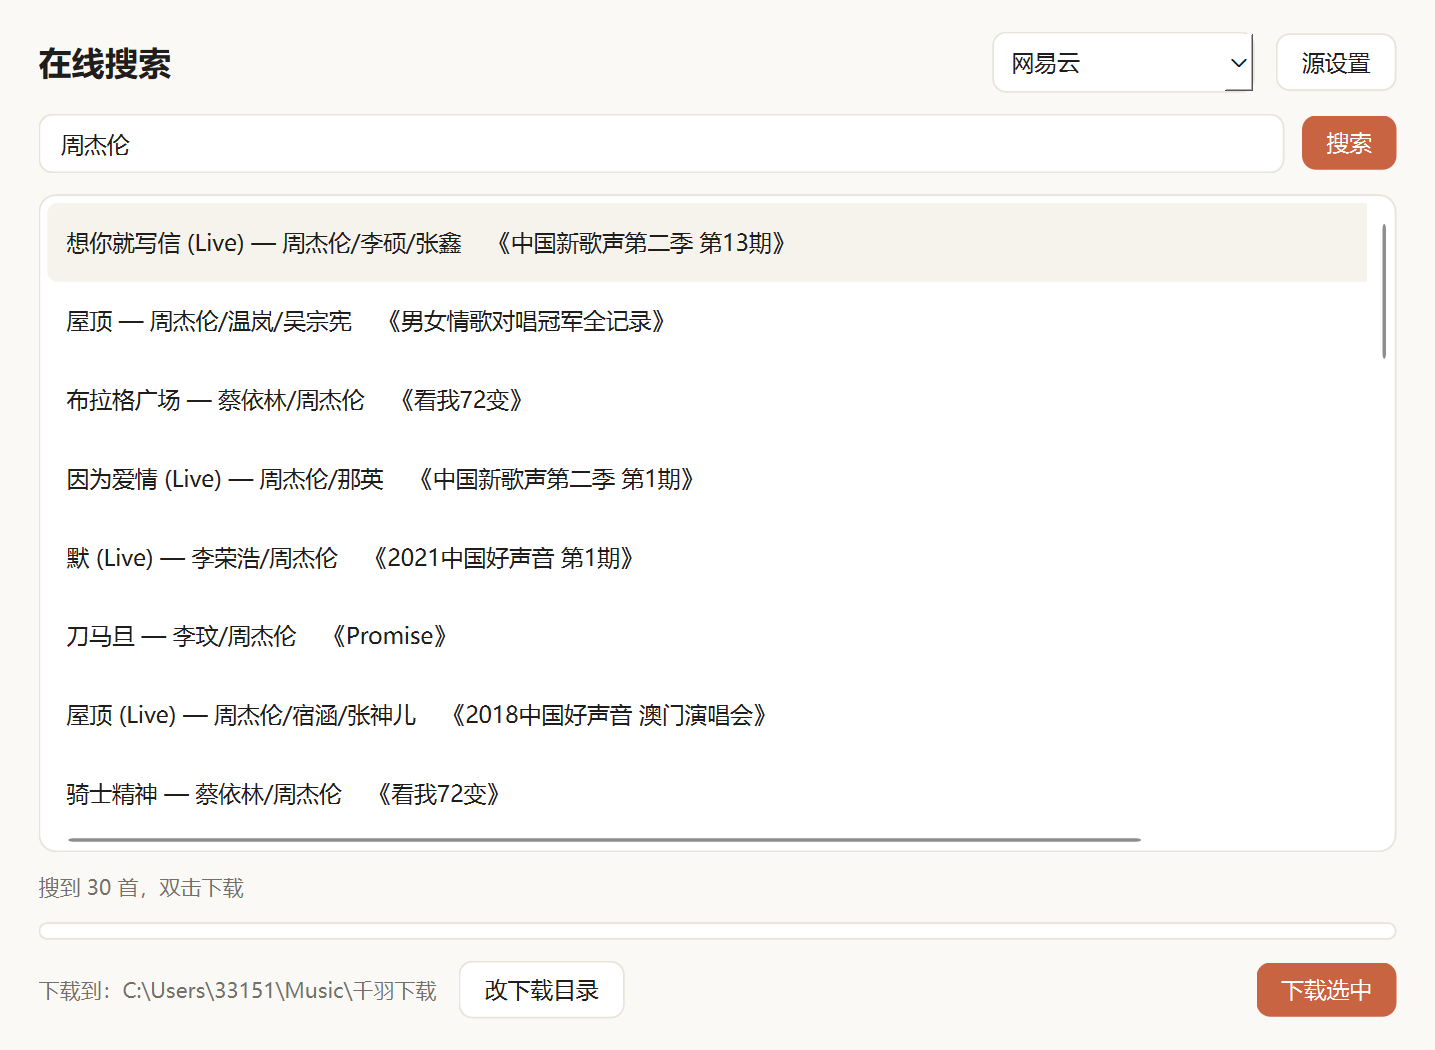 在线搜索
网易云
源设置
周杰伦
搜索
想你就写信 (Live) — 周杰伦/李硕/张鑫 《中国新歌声第二季 第13期》
屋顶 — 周杰伦/温岚/吴宗宪 《男女情歌对唱冠军全记录》
布拉格广场 — 蔡依林/周杰伦 《看我72变》
因为爱情 (Live) — 周杰伦/那英 《中国新歌声第二季 第1期》
默 (Live) — 李荣浩/周杰伦 《2021中国好声音 第1期》
刀马旦 — 李玟/周杰伦 《Promise》
屋顶 (Live) — 周杰伦/宿涵/张神儿 《2018中国好声音 澳门演唱会》
骑士精神 — 蔡依林/周杰伦 《看我72变》
搜到 30 首，双击下载
下载到：C:\Users\33151\Music\千羽下载
改下载目录
下载选中